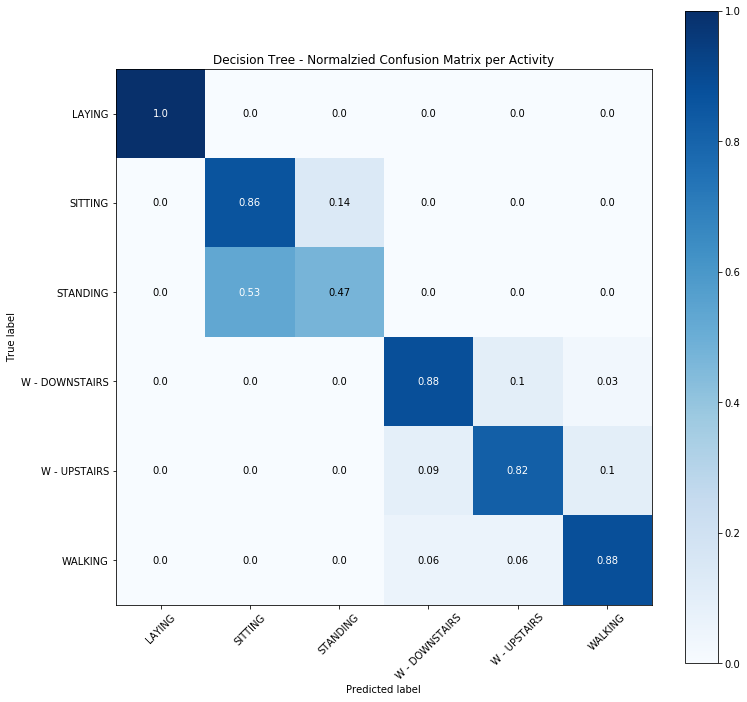 Decision Tree - Normalzied Confusion Matrix per Activity
1.0
LAYING 1.0 0.0 0.0 0.0 0.0 0.0
0.8
SITTING 0.0 0.86 0.14 0.0 0.0 0.0
0.6
STANDING 0.0 0.53 0.47 0.0 0.0 0.0
True label
W - DOWNSTAIRS 0.0 0.0 0.0 0.88 0.1 0.03
0.4
W - UPSTAIRS 0.0 0.0 0.0 0.09 0.82 0.1
0.2
WALKING 0.0 0.0 0.0 0.06 0.06 0.88
0.0
LAYING SITTING STANDING W - DOWNSTAIRS W - UPSTAIRS WALKING
Predicted label